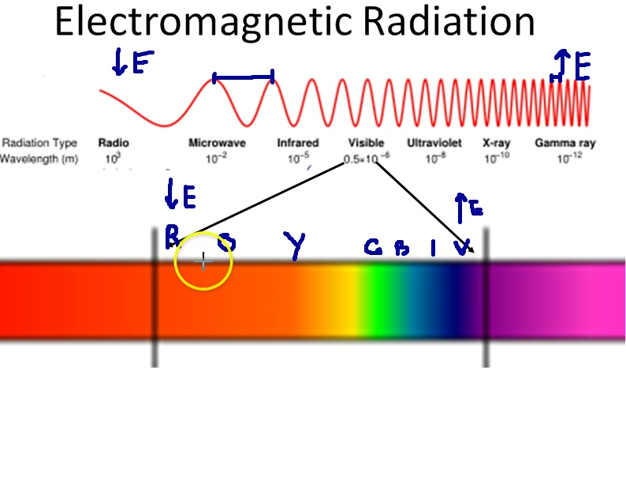 Electromagnetic Radiation
↓E ↑E
Radiation Type Radio Microwave Infrared Visible Ultraviolet X-ray Gamma ray
Wavelength (m) 10³ 10⁻² 10⁻⁵ 0.5×10⁻⁶ 10⁻⁸ 10⁻¹⁰ 10⁻¹²
↓E ↑E
R O Y G B I V